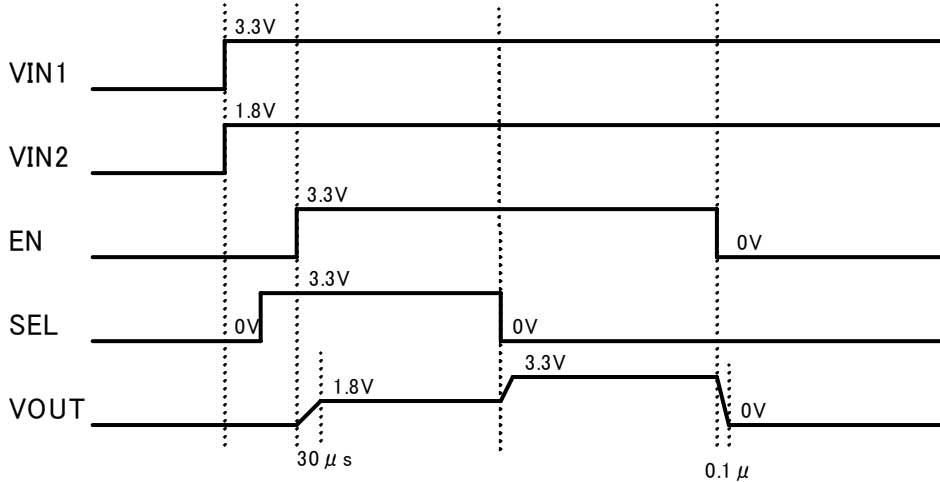 3.3V
VIN1
1.8V
VIN2
3.3V
EN
0V
3.3V
SEL
0V
0V
3.3V
1.8V
VOUT
0V
30μs
0.1μ